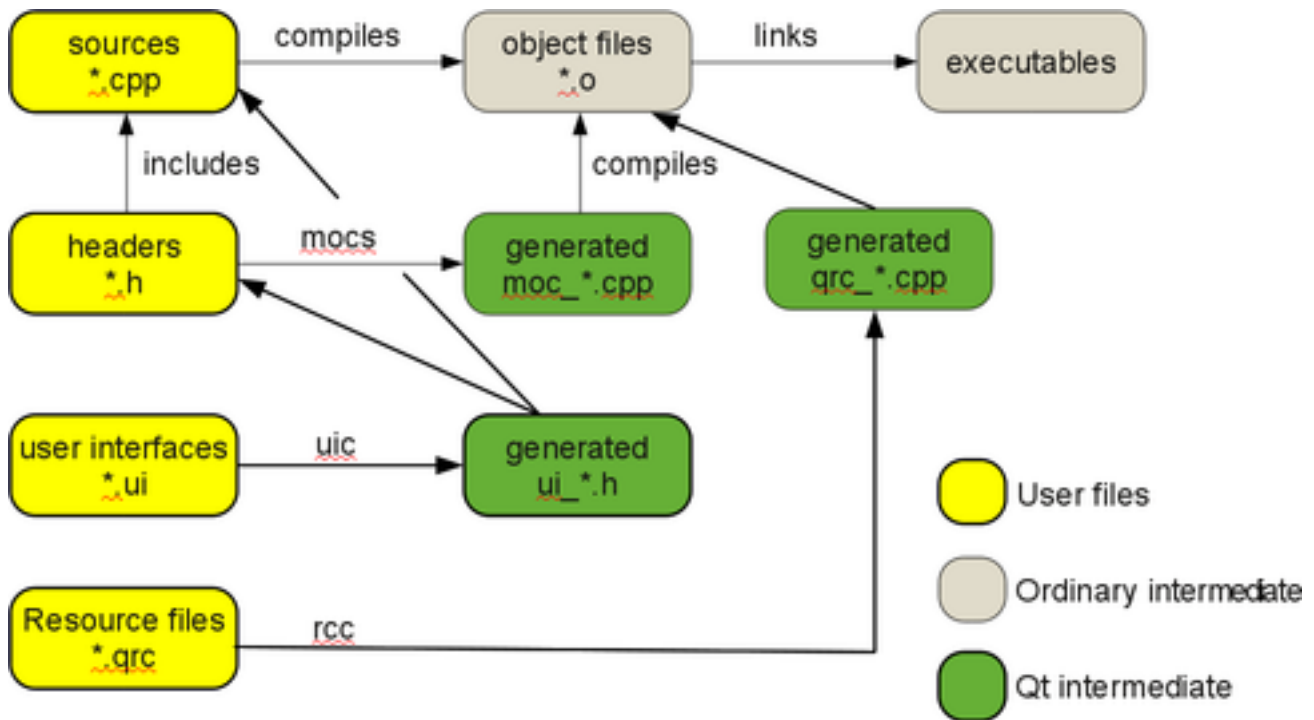 sources
*.cpp
compiles
object files
*.o
links
executables
includes
compiles
headers
*.h
mocs
generated
moc_*.cpp
generated
qrc_*.cpp
user interfaces
*.ui
uic
generated
ui_*.h
User files
Ordinary intermediate
Resource files
*.qrc
rcc
Qt intermediate